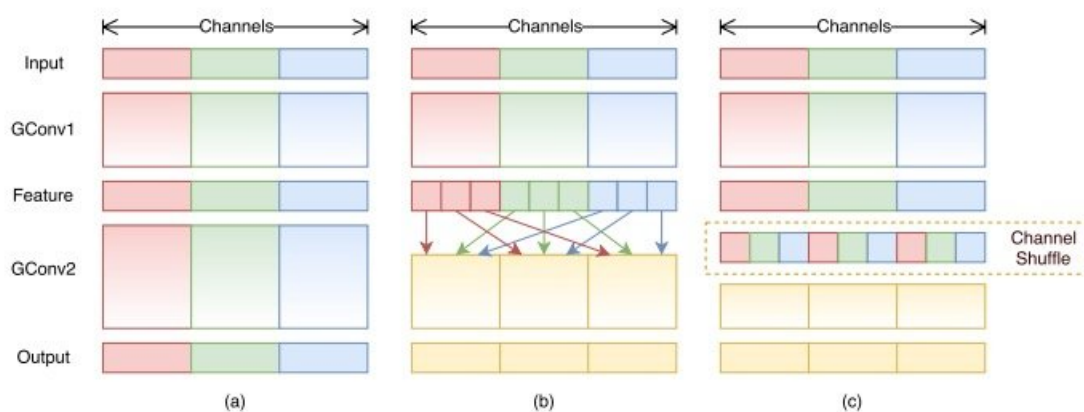 Channels Channels Channels
Input
GConv1
Feature
GConv2
Channel
Shuffle
Output
(a) (b) (c)